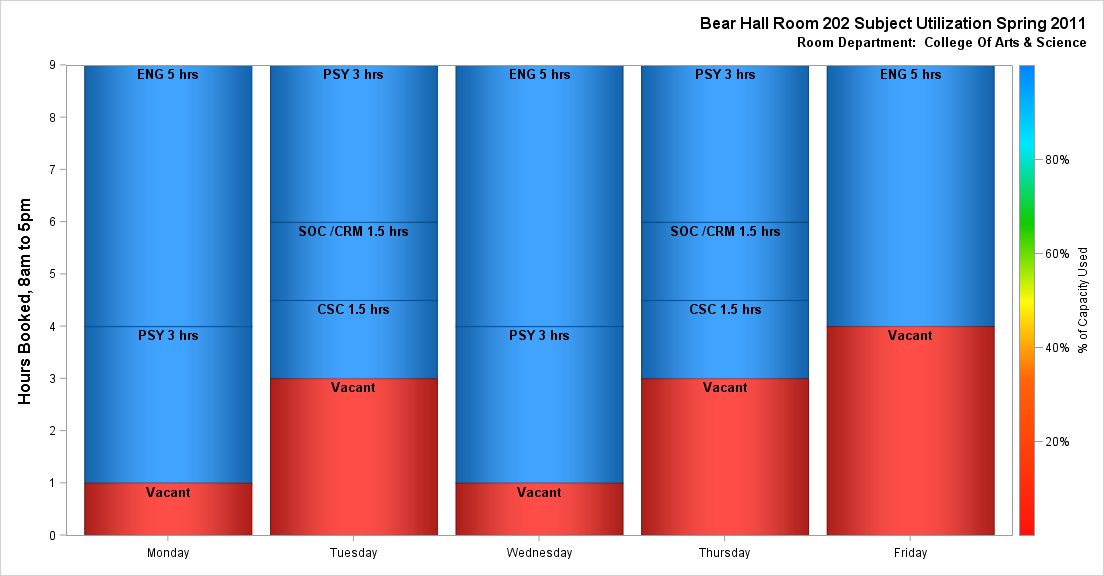 Bear Hall Room 202 Subject Utilization Spring 2011
Room Department:  College Of Arts & Science
Hours Booked, 8am to 5pm
9
8
7
6
5
4
3
2
1
0
ENG 5 hrs
PSY 3 hrs
Vacant
Monday
PSY 3 hrs
SOC /CRM 1.5 hrs
CSC 1.5 hrs
Vacant
Tuesday
ENG 5 hrs
PSY 3 hrs
Vacant
Wednesday
PSY 3 hrs
SOC /CRM 1.5 hrs
CSC 1.5 hrs
Vacant
Thursday
ENG 5 hrs
Vacant
Friday
80%
60%
40%
20%
% of Capacity Used